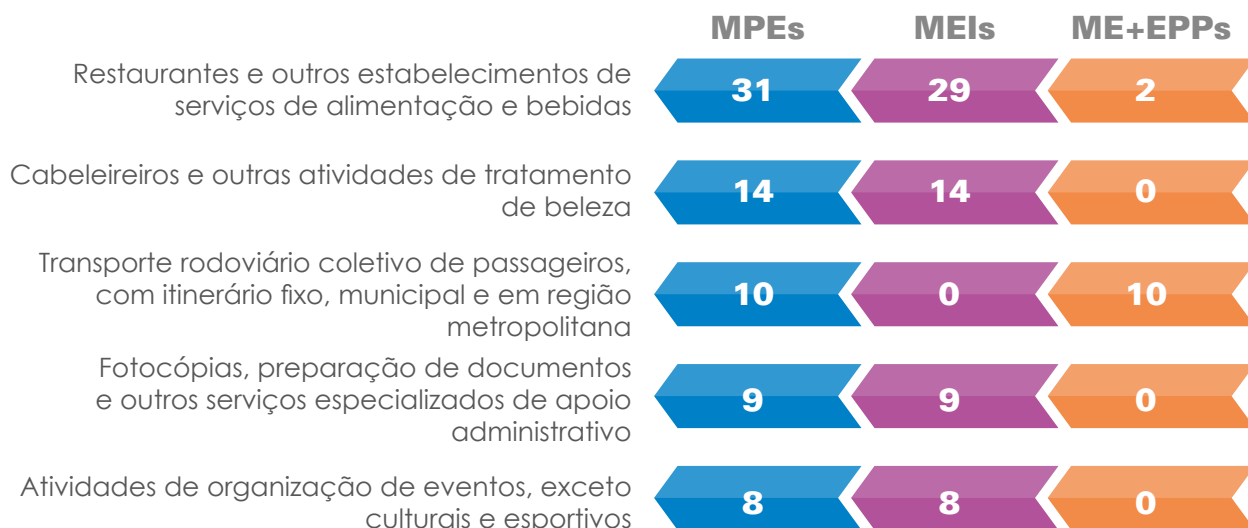 MPEs MEIs ME+EPPs
Restaurantes e outros estabelecimentos de
serviços de alimentação e bebidas
31 29 2
Cabeleireiros e outras atividades de tratamento
de beleza
14 14 0
Transporte rodoviário coletivo de passageiros,
com itinerário fixo, municipal e em região
metropolitana
10 0 10
Fotocópias, preparação de documentos
e outros serviços especializados de apoio
administrativo
9 9 0
Atividades de organização de eventos, exceto
culturais e esportivos
8 8 0